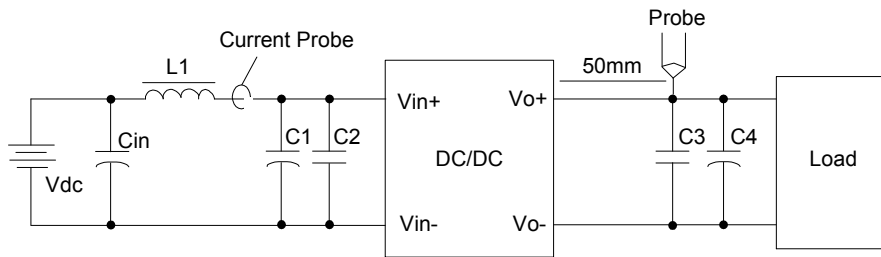 Probe
Current Probe
L1
50mm
Vin+
Vo+
Cin
C1
C2
C3
C4
DC/DC
Load
Vdc
Vin-
Vo-